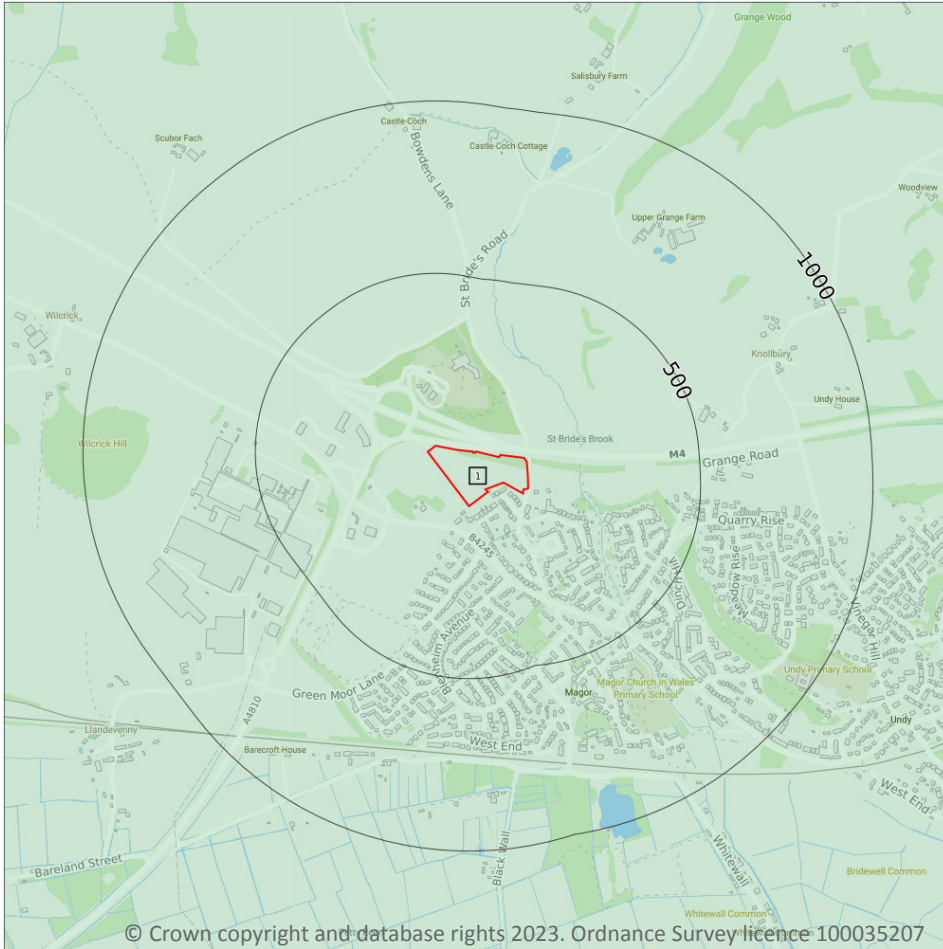 Grange Wood
Salisbury Farm
Castle-Coch
Scubor Fach
Castle-Coch Cottage
Bowdens Lane
Woodview
Upper Grange Farm
St Bride's Road
1000
Wilcrick
Knollbury
500
Undy House
Wilcrick Hill
St Bride's Brook
M4
Grange Road
1
Quarry Rise
B4245
Meadow Rise
Dinch Hill
Vinegar Hill
Blenheim Avenue
Undy Primary School
Green Moor Lane
Magor Church in Wales
Primary School
Magor
A4810
Undy
Llandevenny
West End
Barecroft House
West End
Black Wall
Whitewall
Bareland Street
Bridewell Common
Whitewall Common
© Crown copyright and database rights 2023. Ordnance Survey licence 100035207